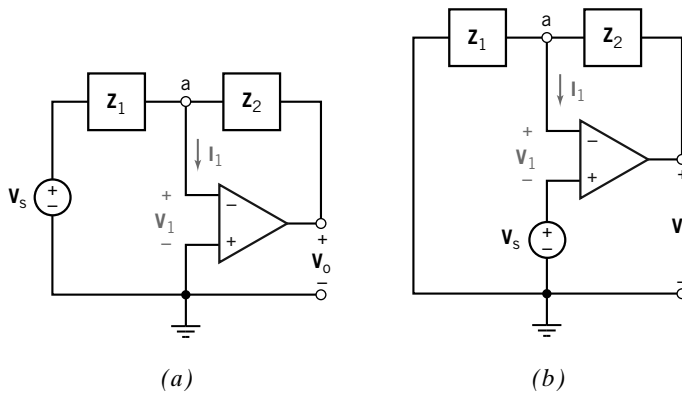 a
Z1
Z2
I1
+
V1
−
−
+
Vs
+
−
+
Vo
−
(a)
a
Z1
Z2
I1
+
V1
−
−
+
Vs
+
−
+
V
−
(b)